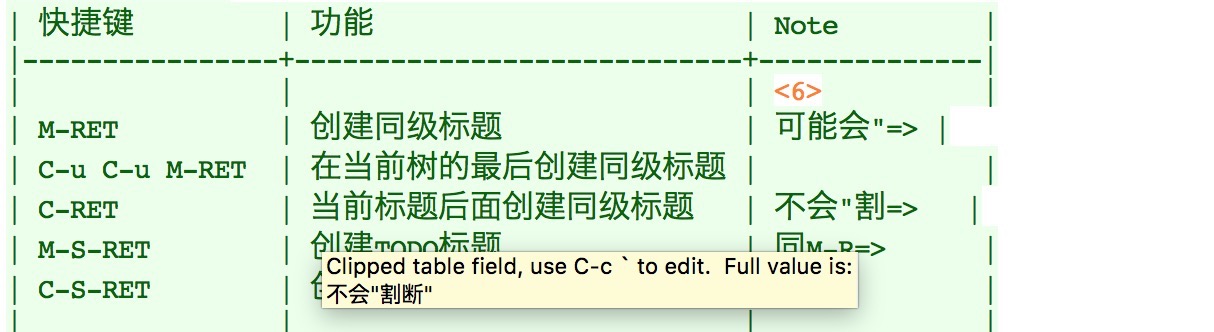 | 快捷键 | 功能 | Note |
|----------------+----------------------------+--------------|
| | | <6> |
| M-RET | 创建同级标题 | 可能会"=> |
| C-u C-u M-RET | 在当前树的最后创建同级标题 | |
| C-RET | 当前标题后面创建同级标题 | 不会"割=> |
| M-S-RET | 创建TODO标题 | 同M-R=> |
| C-S-RET | | |
Clipped table field, use C-c ` to edit. Full value is:
不会"割断"